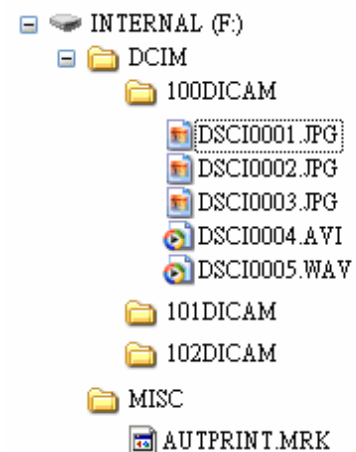 INTERNAL (F:)
DCIM
100DICAM
DSCI0001.JPG
DSCI0002.JPG
DSCI0003.JPG
DSCI0004.AVI
DSCI0005.WAV
101DICAM
102DICAM
MISC
AUTPRINT.MRK